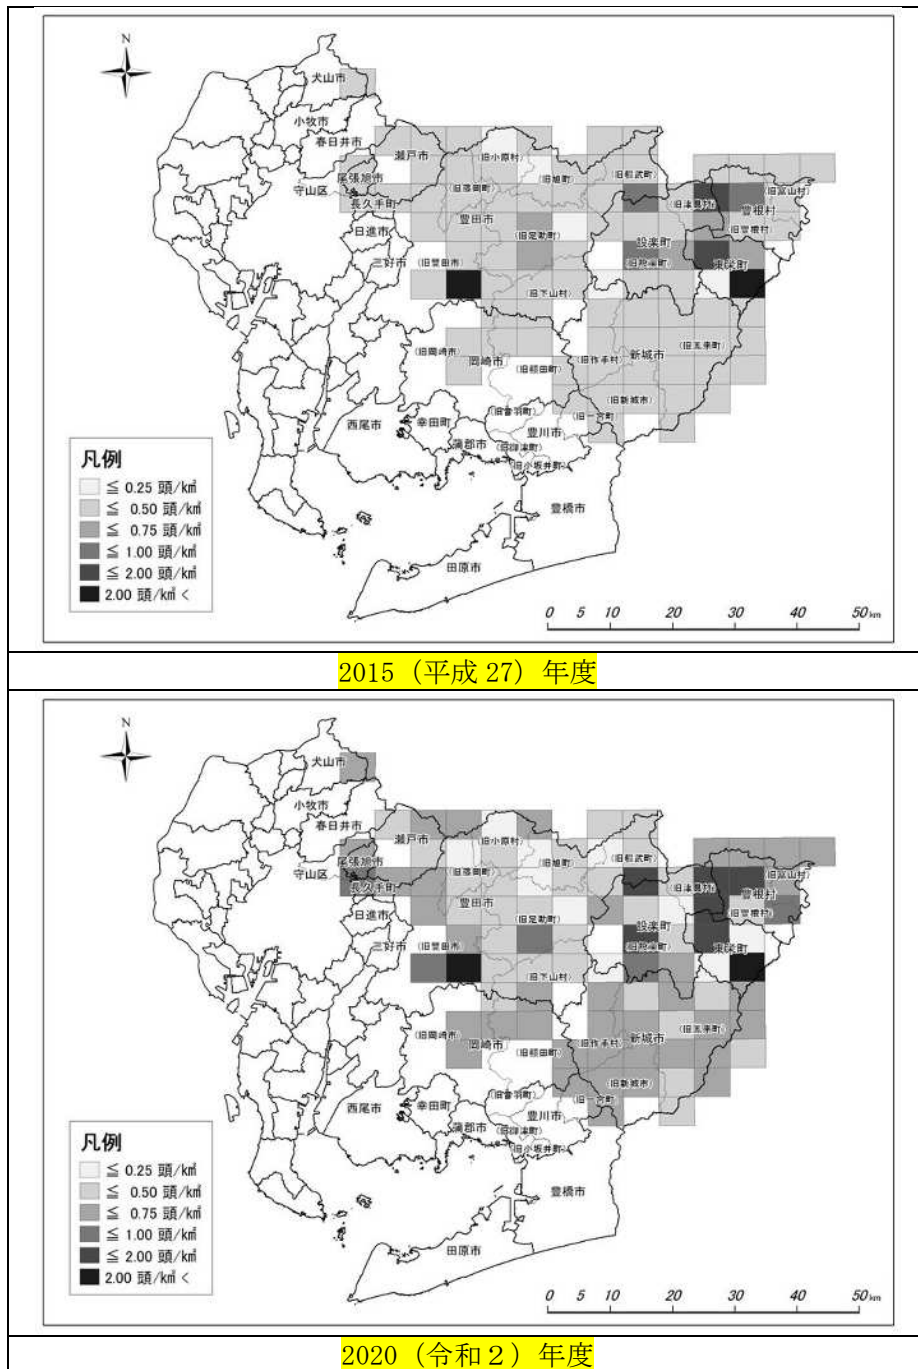 N
犬山市
小牧市
春日井市
瀬戸市
(旧小原村)
尾張旭市
守山区
(旧藤岡町)
(旧旭町)
(旧稲武町)
長久手町
豊田市
(旧津具村)
豊根村
(旧富山村)
日進市
(旧足助町)
設楽町
(旧豊根村)
三好市
(旧豊田市)
東栄町
(旧下山村)
(旧岡崎市)
岡崎市
(旧額田町)
(旧作手村)
新城市
(旧鳳来町)
(旧新城市)
西尾市
幸田町
蒲郡市
(旧音羽町)
(旧一宮町)
豊川市
(旧御津町)
(旧小坂井町)
豊橋市
田原市
凡例
≦ 0.25 頭/k㎡
≦ 0.50 頭/k㎡
≦ 0.75 頭/k㎡
≦ 1.00 頭/k㎡
≦ 2.00 頭/k㎡
2.00 頭/k㎡ <
0 5 10 20 30 40 50 km
2015（平成 27）年度
N
犬山市
小牧市
春日井市
瀬戸市
(旧小原村)
尾張旭市
守山区
(旧藤岡町)
(旧旭町)
(旧稲武町)
長久手町
豊田市
(旧津具村)
豊根村
(旧富山村)
日進市
(旧足助町)
設楽町
(旧豊根村)
三好市
(旧豊田市)
東栄町
(旧下山村)
(旧岡崎市)
岡崎市
(旧額田町)
(旧作手村)
新城市
(旧鳳来町)
(旧新城市)
西尾市
幸田町
蒲郡市
(旧音羽町)
(旧一宮町)
豊川市
(旧御津町)
(旧小坂井町)
豊橋市
田原市
凡例
≦ 0.25 頭/k㎡
≦ 0.50 頭/k㎡
≦ 0.75 頭/k㎡
≦ 1.00 頭/k㎡
≦ 2.00 頭/k㎡
2.00 頭/k㎡ <
0 5 10 20 30 40 50 km
2020（令和２）年度